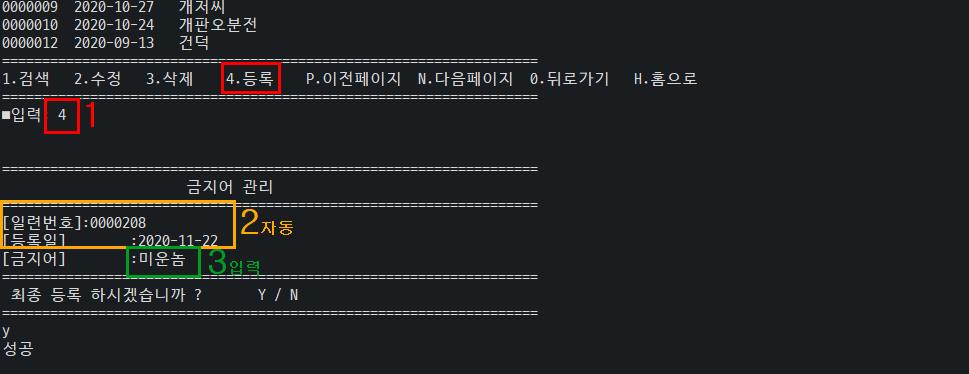 0000009 2020-10-27 개저씨
0000010 2020-10-24 개판오분전
0000012 2020-09-13 건덕
==================================================================
1.검색 2.수정 3.삭제 4.등록 P.이전페이지 N.다음페이지 0.뒤로가기 H.홈으로
==================================================================
■입력: 4 1
==================================================================
금지어 관리
==================================================================
[일련번호]:0000208 2자동
[등록일] :2020-11-22
[금지어] :미운놈 3입력
==================================================================
최종 등록 하시겠습니까 ? Y / N
==================================================================
y
성공